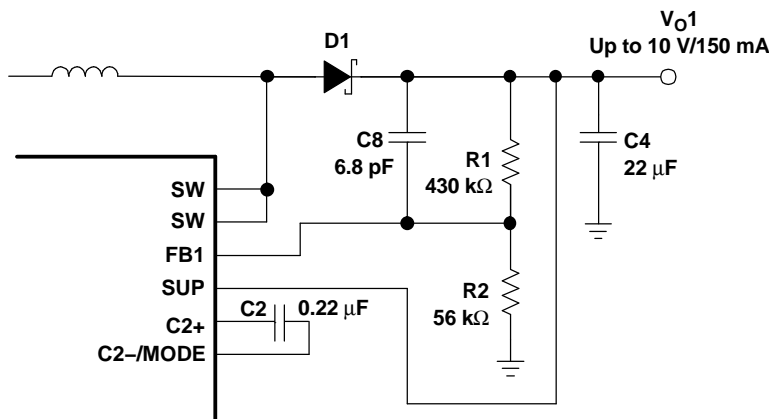 VO1
Up to 10 V/150 mA
D1
C8
6.8 pF
R1
430 kΩ
C4
22 μF
SW
SW
FB1
SUP
C2+
C2–/MODE
C2
0.22 μF
R2
56 kΩ